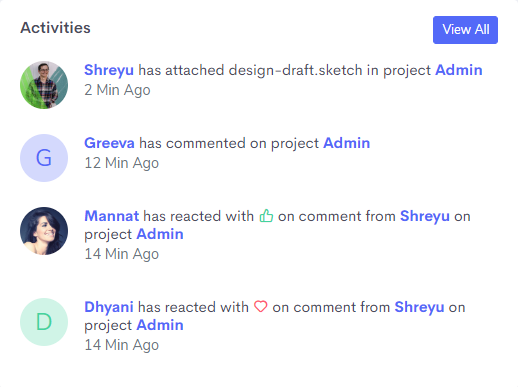 Activities
View All
Shreyu has attached design-draft.sketch in project Admin
2 Min Ago
G
Greeva has commented on project Admin
12 Min Ago
Mannat has reacted with on comment from Shreyu on
project Admin
14 Min Ago
D
Dhyani has reacted with on comment from Shreyu on
project Admin
14 Min Ago